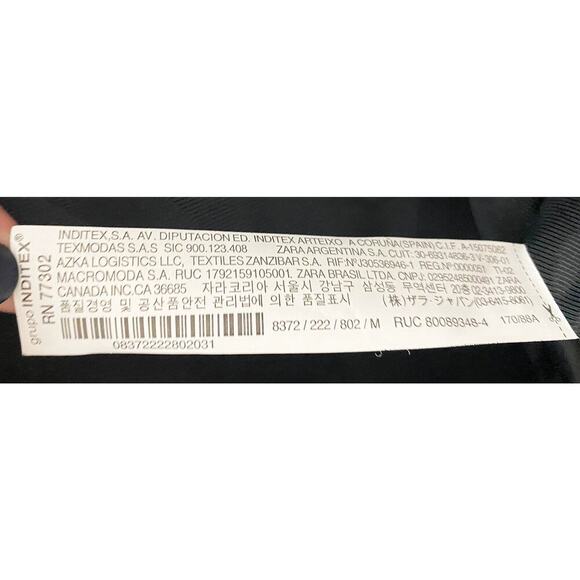 grupo INDITEX®
RN 77302
INDITEX,S.A. AV. DIPUTACION ED. INDITEX ARTEIXO A CORUÑA(SPAIN) C.I.F. A-15075062
TEXMODAS S.A.S SIC 900.123.408 ZARA ARGENTINA S.A. CUIT: 30-69314836-3 V-306-01
AZKA LOGISTICS LLC, TEXTILES ZANZIBAR S.A. RIF:Nº J30536946-1 REG.Nº 0000051 TI-02
MACROMODA S.A. RUC 1792159105001. ZARA BRASIL LTDA. CNPJ: ZARA
CANADA INC.CA 36685 자라코리아 서울시 강남구 삼성동 무역센터 20층 02-0413-9800
품질경영 및 공산품안전 관리법에 의한 품질표시 (株) ザラ・ジャパン(03-6415-8061)
8372 / 222 / 802 / M RUC 80089348-4 170/88A
08372222802031